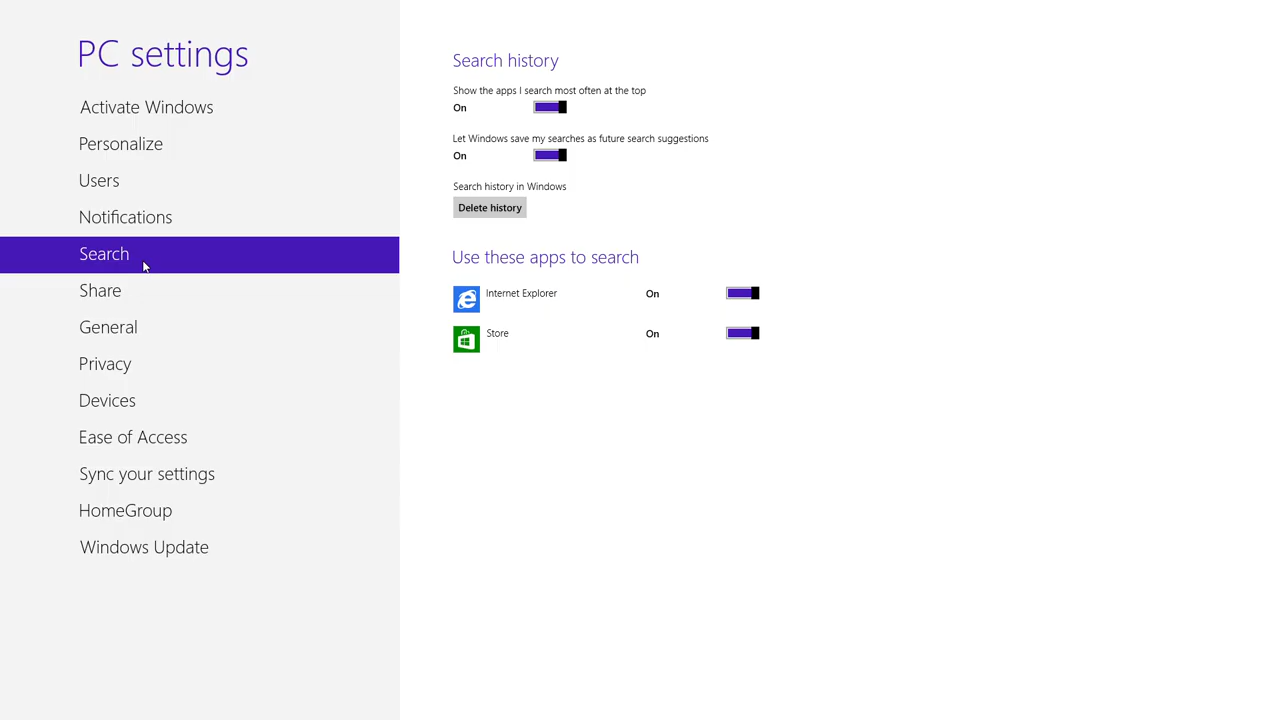 PC settings
Activate Windows
Personalize
Users
Notifications
Search
Share
General
Privacy
Devices
Ease of Access
Sync your settings
HomeGroup
Windows Update
Search history
Show the apps I search most often at the top
On
Let Windows save my searches as future search suggestions
On
Search history in Windows
Delete history
Use these apps to search
Internet Explorer On
Store On